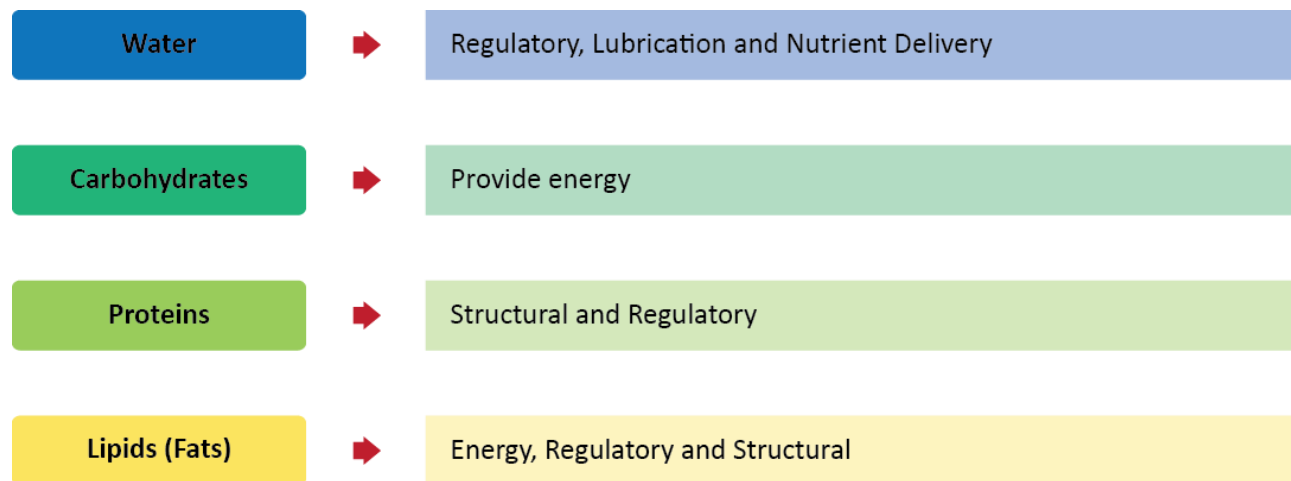 Water
Regulatory, Lubrication and Nutrient Delivery
Carbohydrates
Provide energy
Proteins
Structural and Regulatory
Lipids (Fats)
Energy, Regulatory and Structural